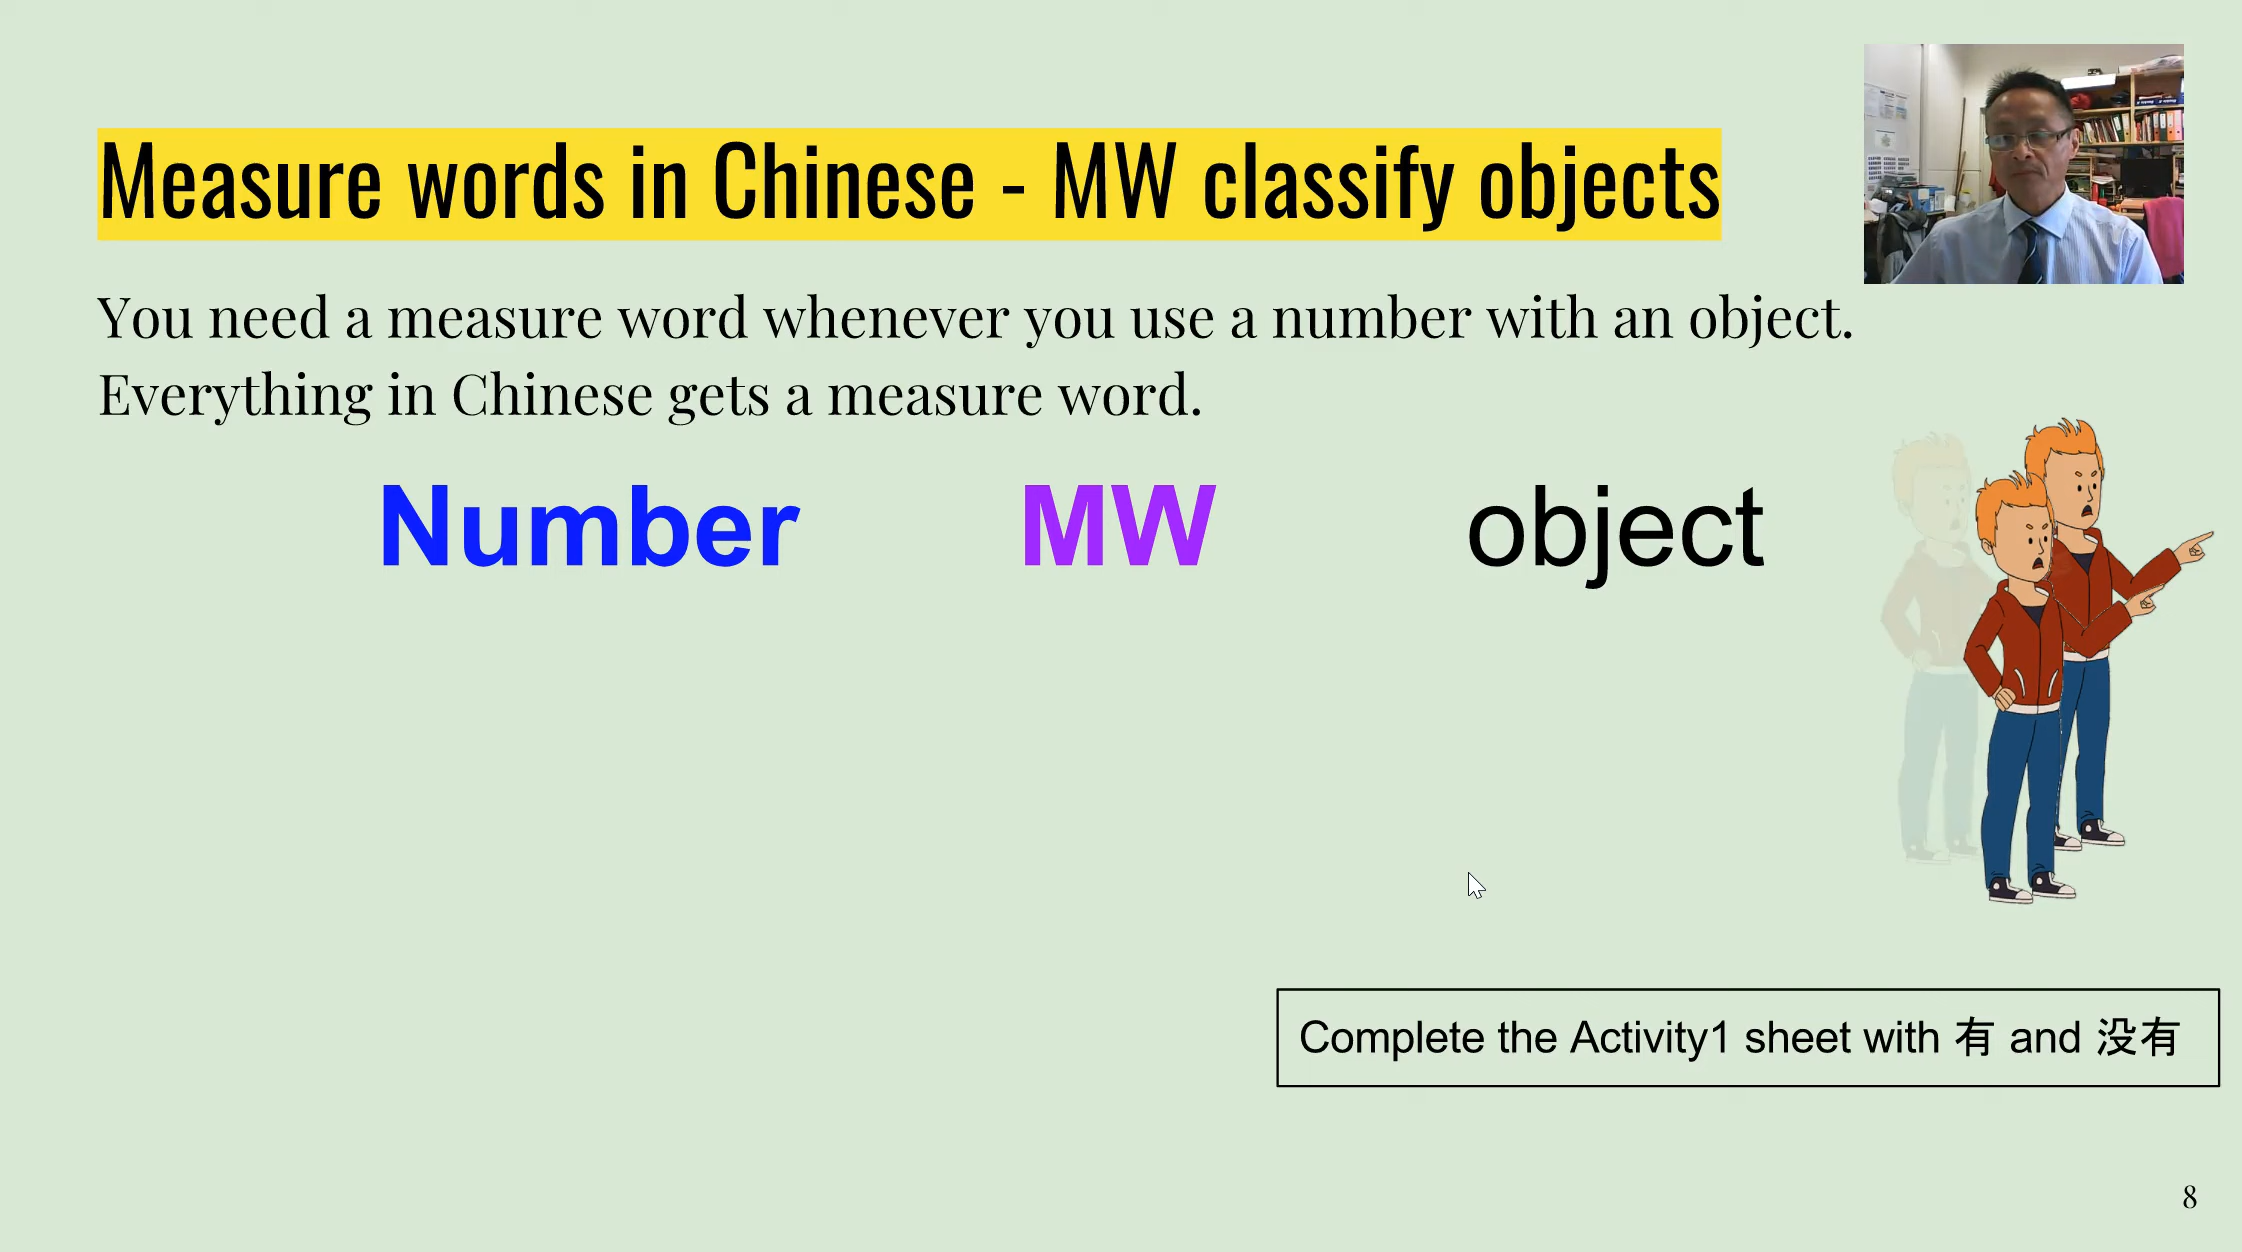 Measure words in Chinese - MW classify objects
You need a measure word whenever you use a number with an object.
Everything in Chinese gets a measure word.
Number MW object
Complete the Activity1 sheet with 有 and 没有
8